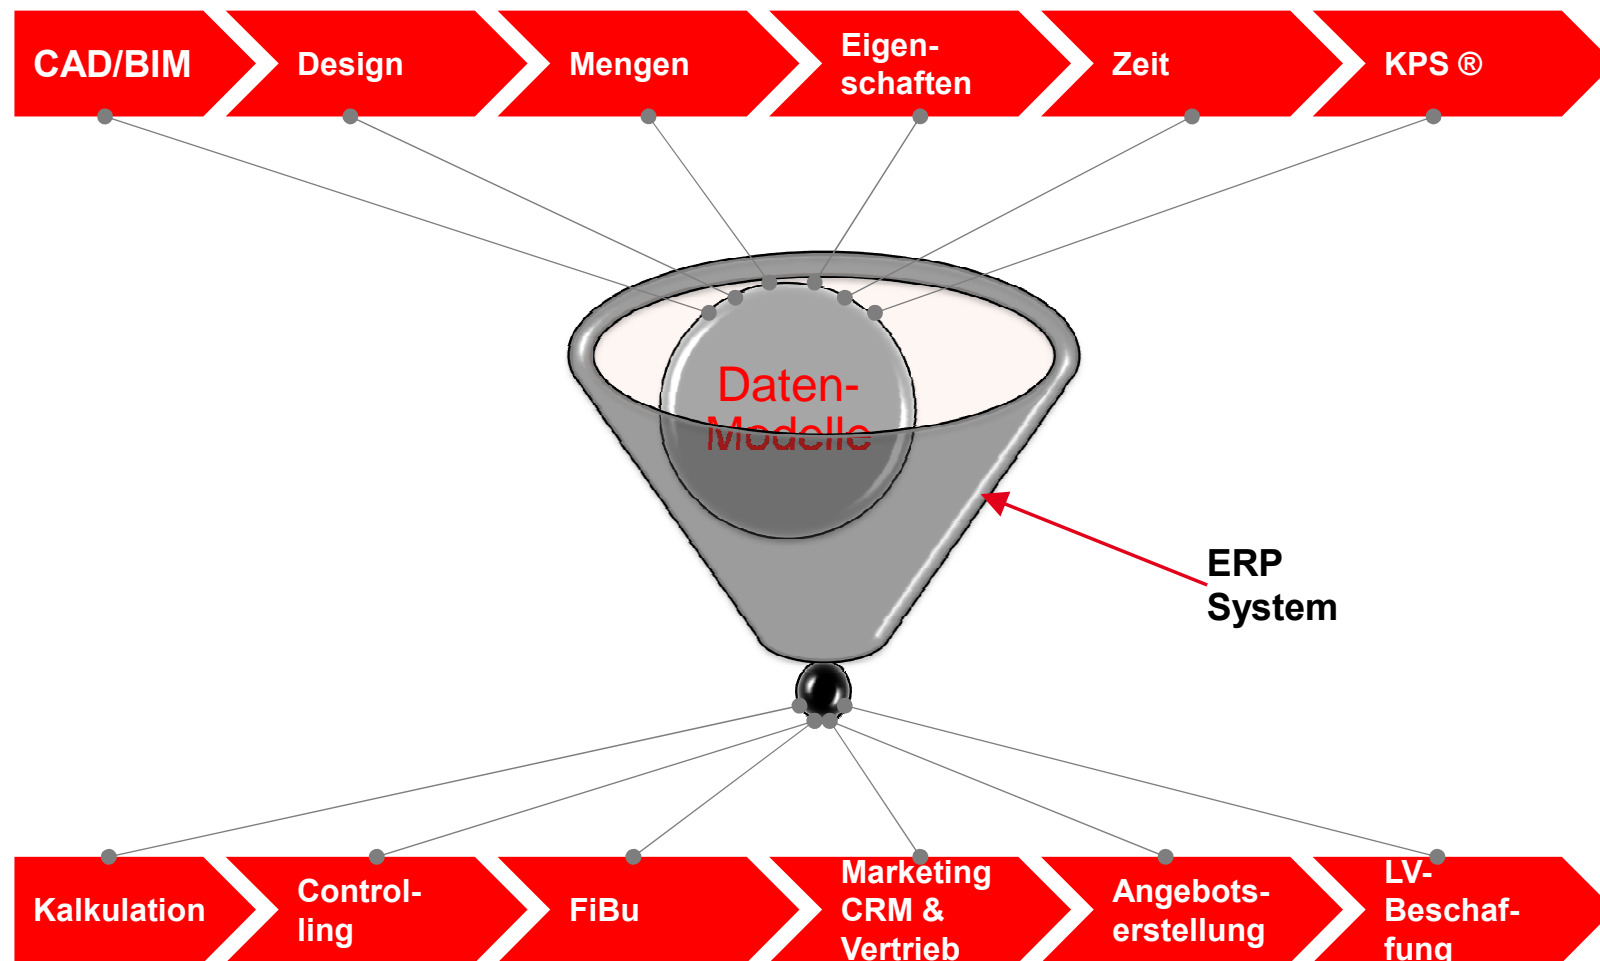 CAD/BIM
Design
Mengen
Eigen-
schaften
Zeit
KPS ®
Daten-
Modelle
ERP
System
Kalkulation
Control-
ling
FiBu
Marketing
CRM &
Vertrieb
Angebots-
erstellung
LV-
Beschaf-
fung